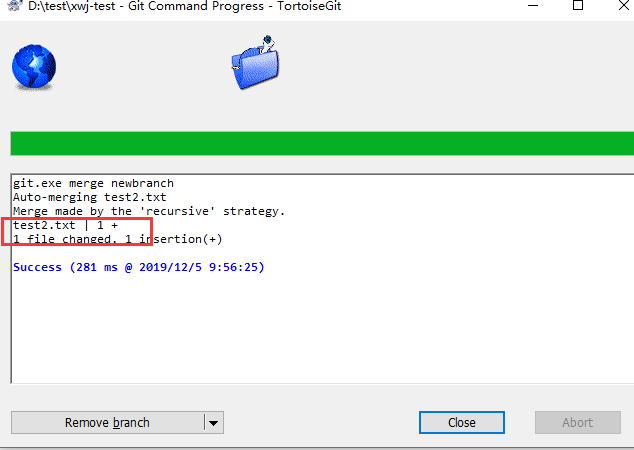 D:\test\xwj-test - Git Command Progress - TortoiseGit
git.exe merge newbranch
Auto-merging test2.txt
Merge made by the 'recursive' strategy.
test2.txt | 1 +
1 file changed, 1 insertion(+)
Success (281 ms @ 2019/12/5 9:56:25)
Remove branch
Close
Abort